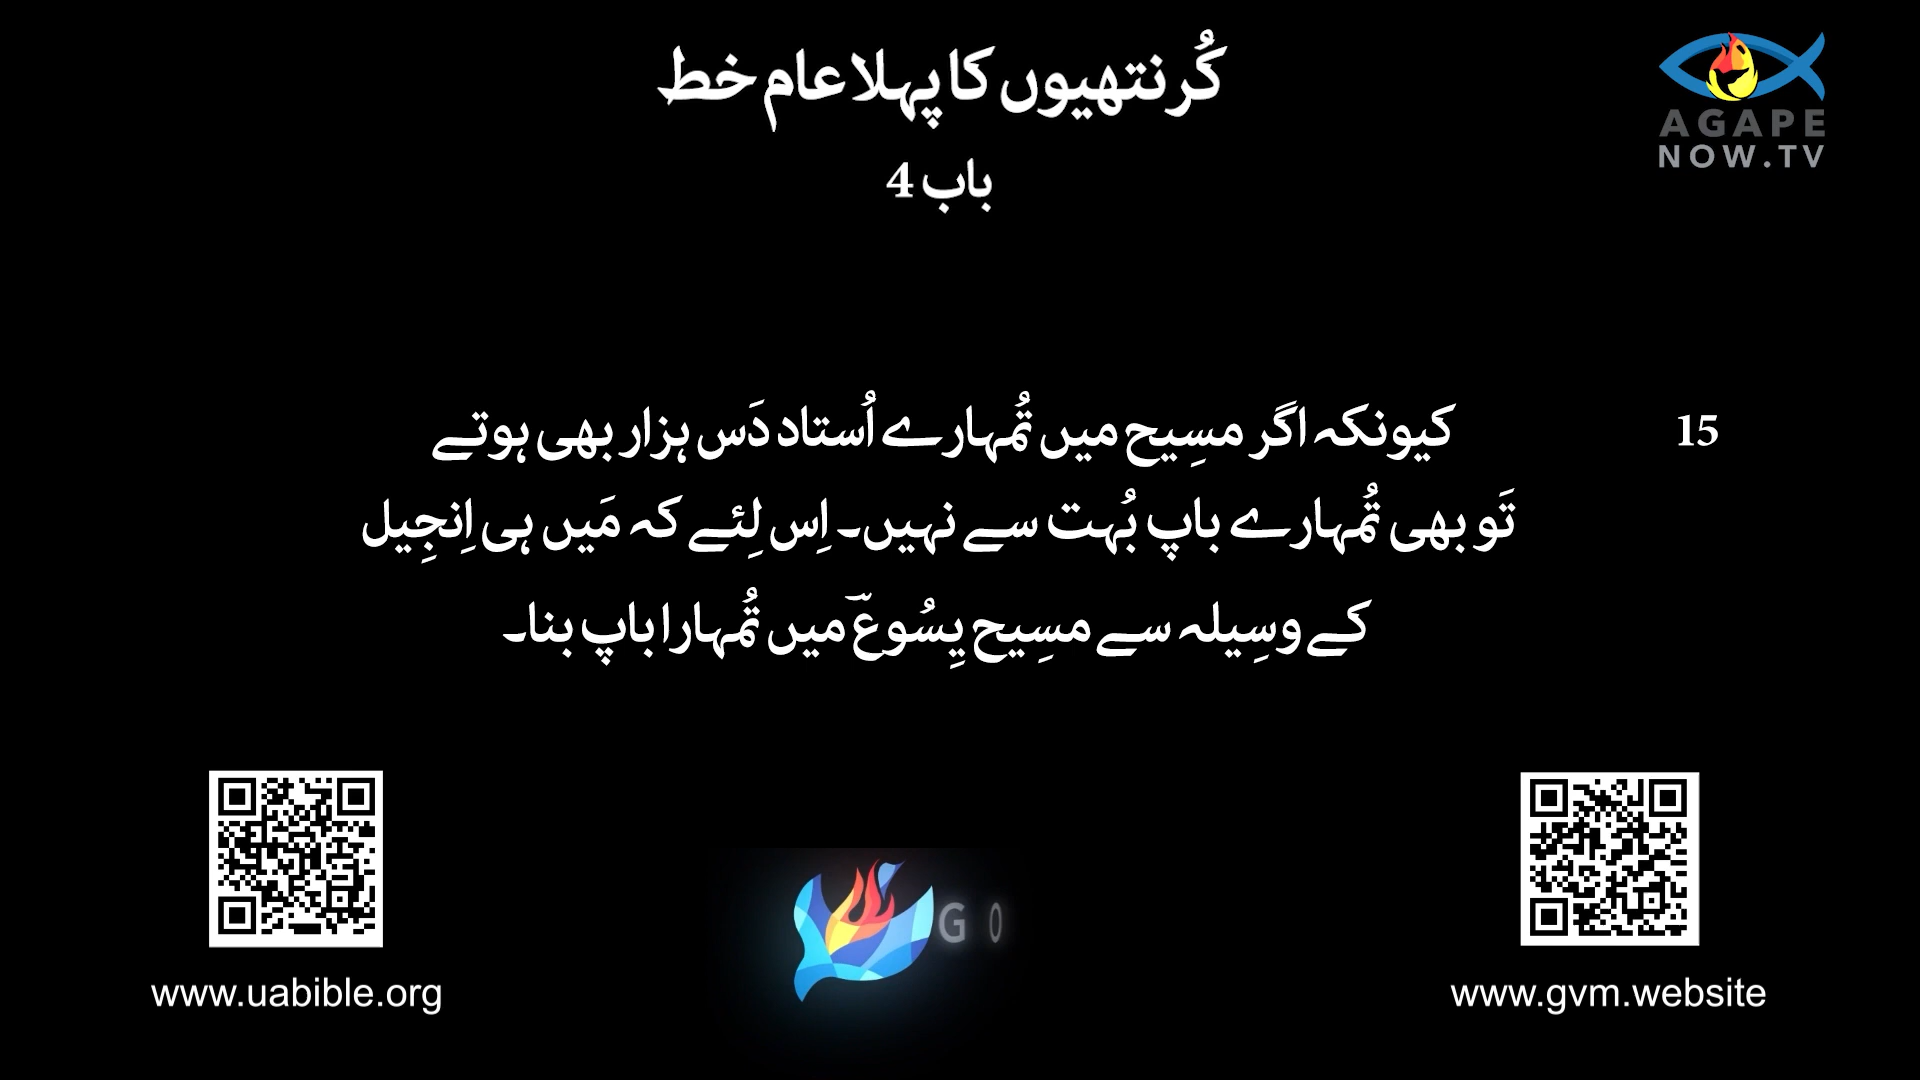 کُرنتھیوں کا پہلا عام خط
باب 4
AGAPE
NOW.TV
15 کیونکہ اگر مسِیح میں تُمہارے اُستاد دَس ہزار بھی ہوتے
تَو بھی تُمہارے باپ بُہت سے نہیں۔ اِس لِئے کہ مَیں ہی اِنجِیل
کے وسِیلہ سے مسِیح یِسُوعؔ میں تُمہارا باپ بنا۔
G O
www.uabible.org
www.gvm.website